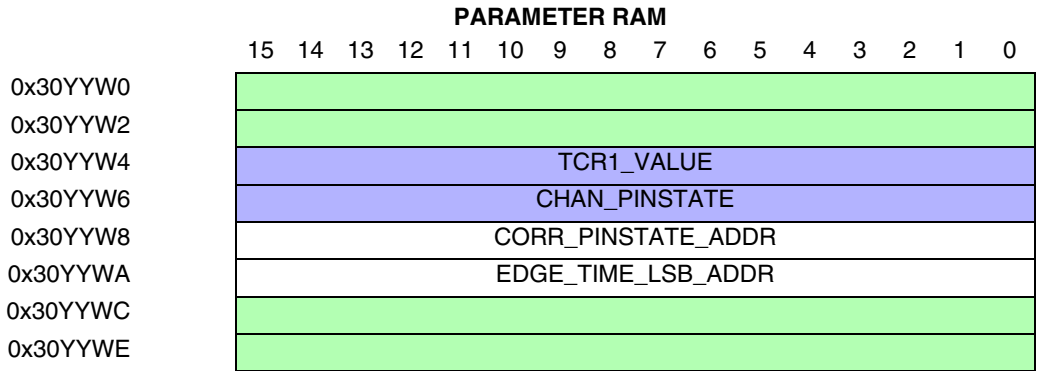 PARAMETER RAM
15 14 13 12 11 10 9 8 7 6 5 4 3 2 1 0
0x30YYW0
0x30YYW2
0x30YYW4 TCR1_VALUE
0x30YYW6 CHAN_PINSTATE
0x30YYW8 CORR_PINSTATE_ADDR
0x30YYWA EDGE_TIME_LSB_ADDR
0x30YYWC
0x30YYWE